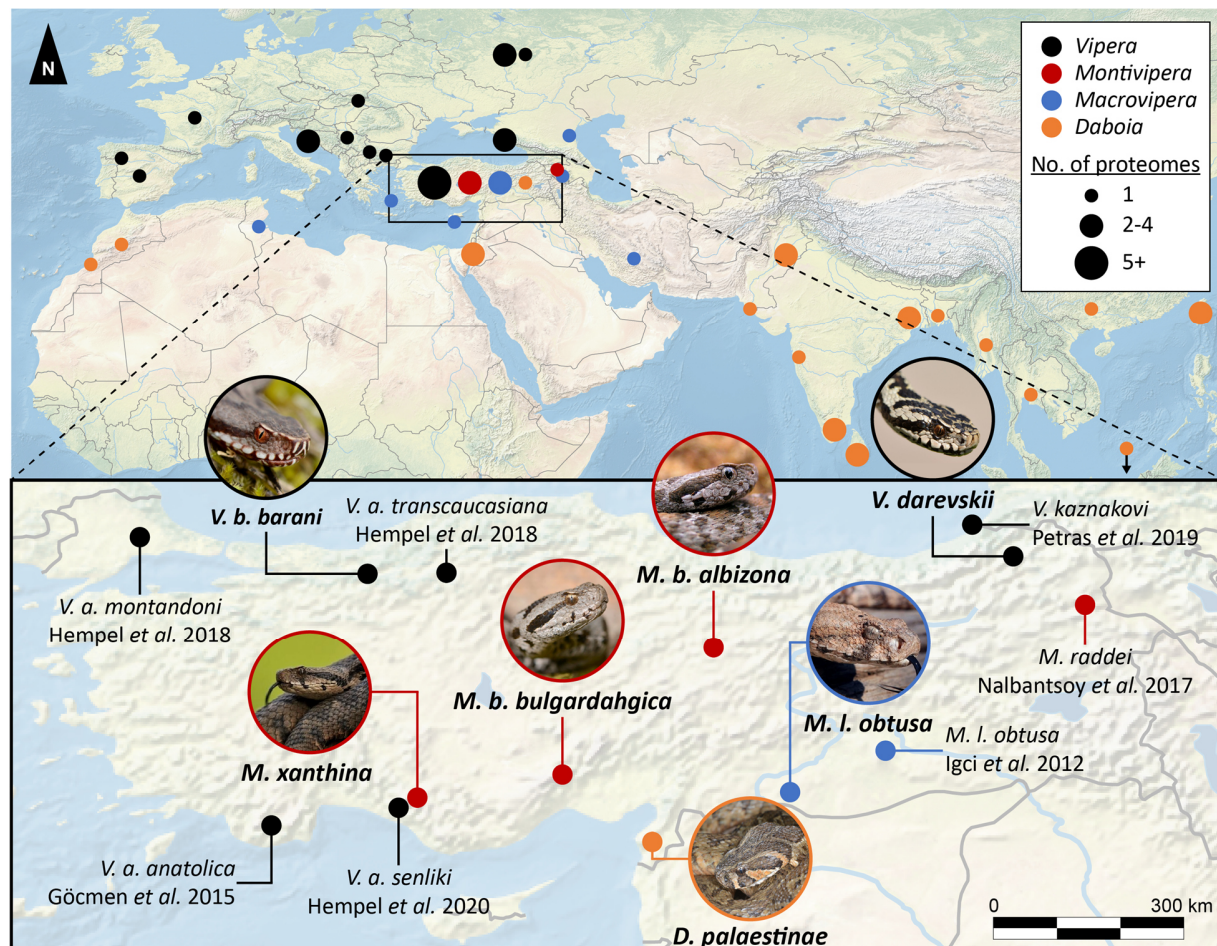 N
Vipera
Montivipera
Macrovipera
Daboia
No. of proteomes
1
2-4
5+
V. b. barani
V. a. transcaucasiana
Hempel et al. 2018
V. darevskii
V. kaznakovi
Petras et al. 2019
M. b. albizona
V. a. montandoni
Hempel et al. 2018
M. raddei
Nalbantsoy et al. 2017
M. b. bulgardahgica
M. l. obtusa
M. l. obtusa
Igci et al. 2012
M. xanthina
V. a. anatolica
Göcmen et al. 2015
V. a. senliki
Hempel et al. 2020
D. palaestinae
0 300 km